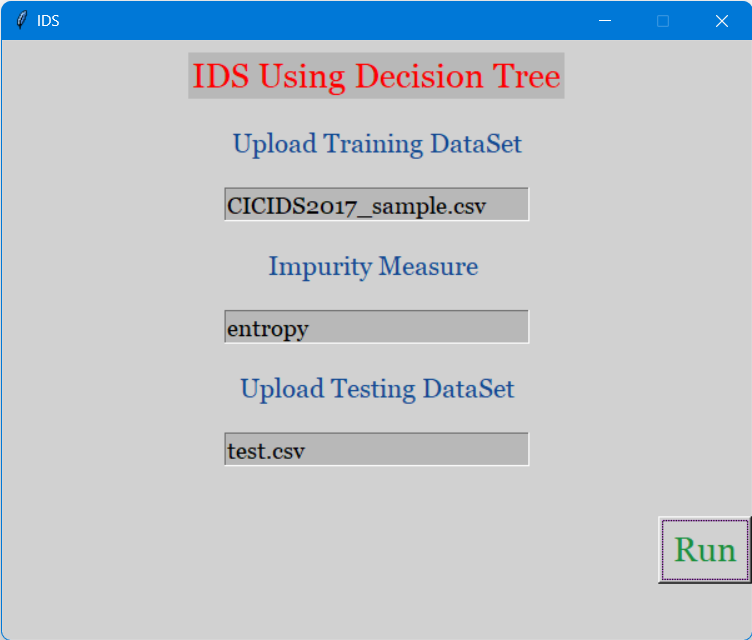 IDS
IDS Using Decision Tree
Upload Training DataSet
CICIDS2017_sample.csv
Impurity Measure
entropy
Upload Testing DataSet
test.csv
Run